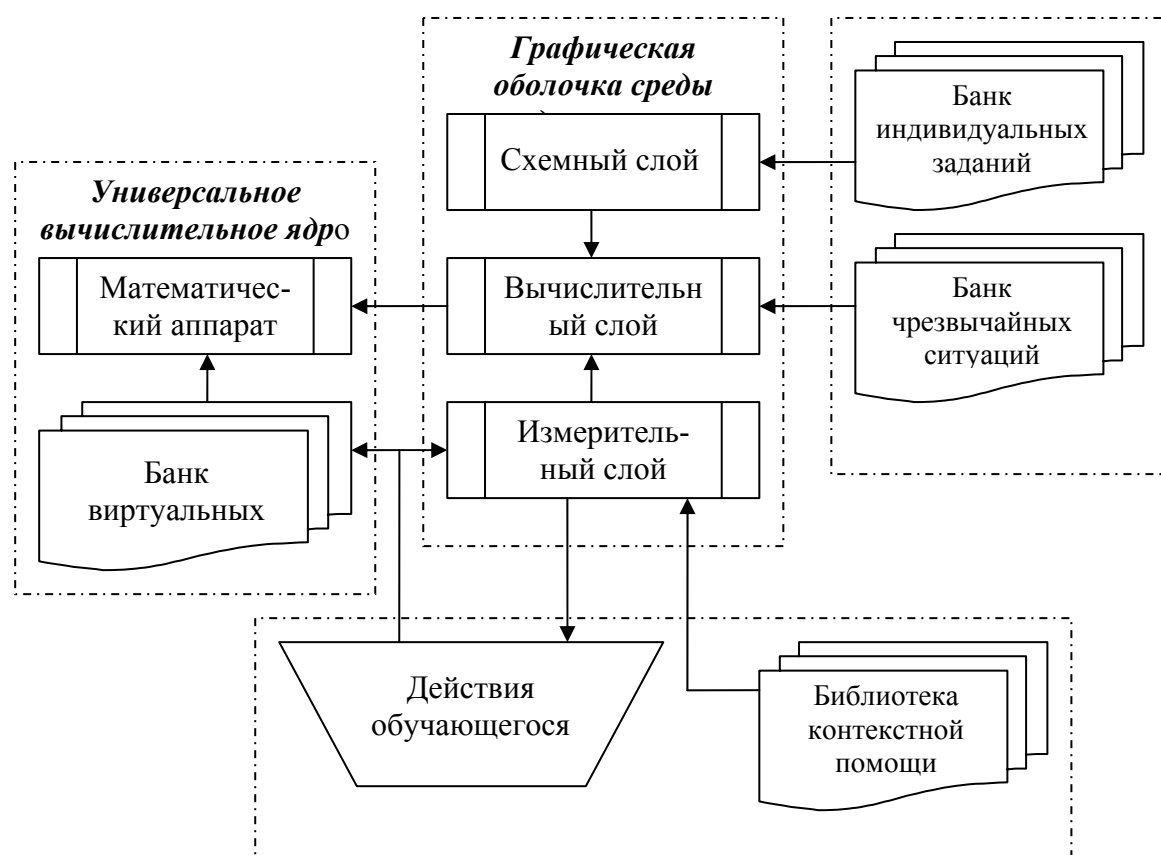 Графическая
оболочка среды
Схемный слой
Вычислительн
ый слой
Измеритель-
ный слой
Банк
индивидуальных
заданий
Банк
чрезвычайных
ситуаций
Универсальное
вычислительное ядро
Математичес-
кий аппарат
Банк
виртуальных
Действия
обучающегося
Библиотека
контекстной
помощи